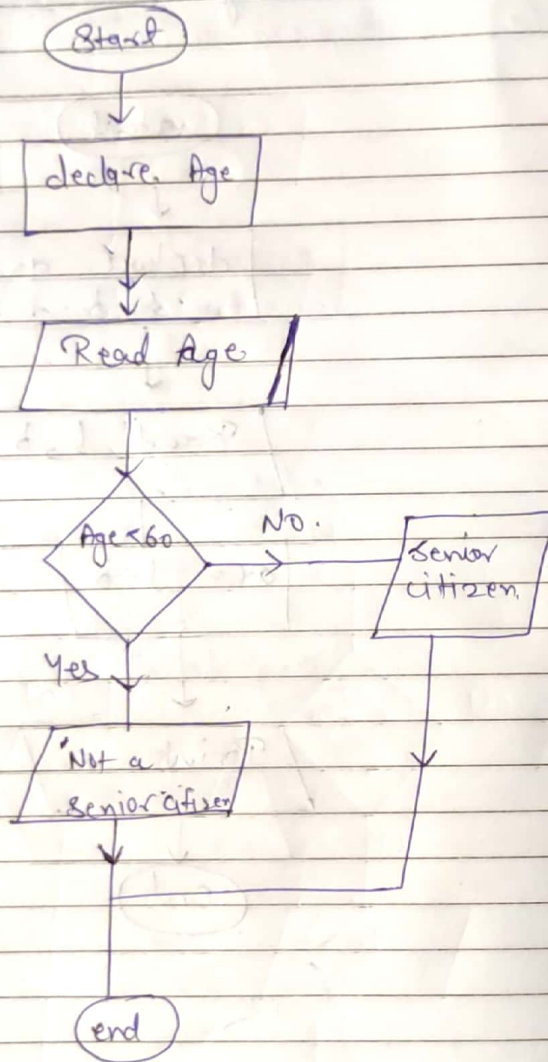 Start
declare Age
Read Age
Age < 60
NO.
Senior
citizen.
Yes
"Not a
Senior citizen
end